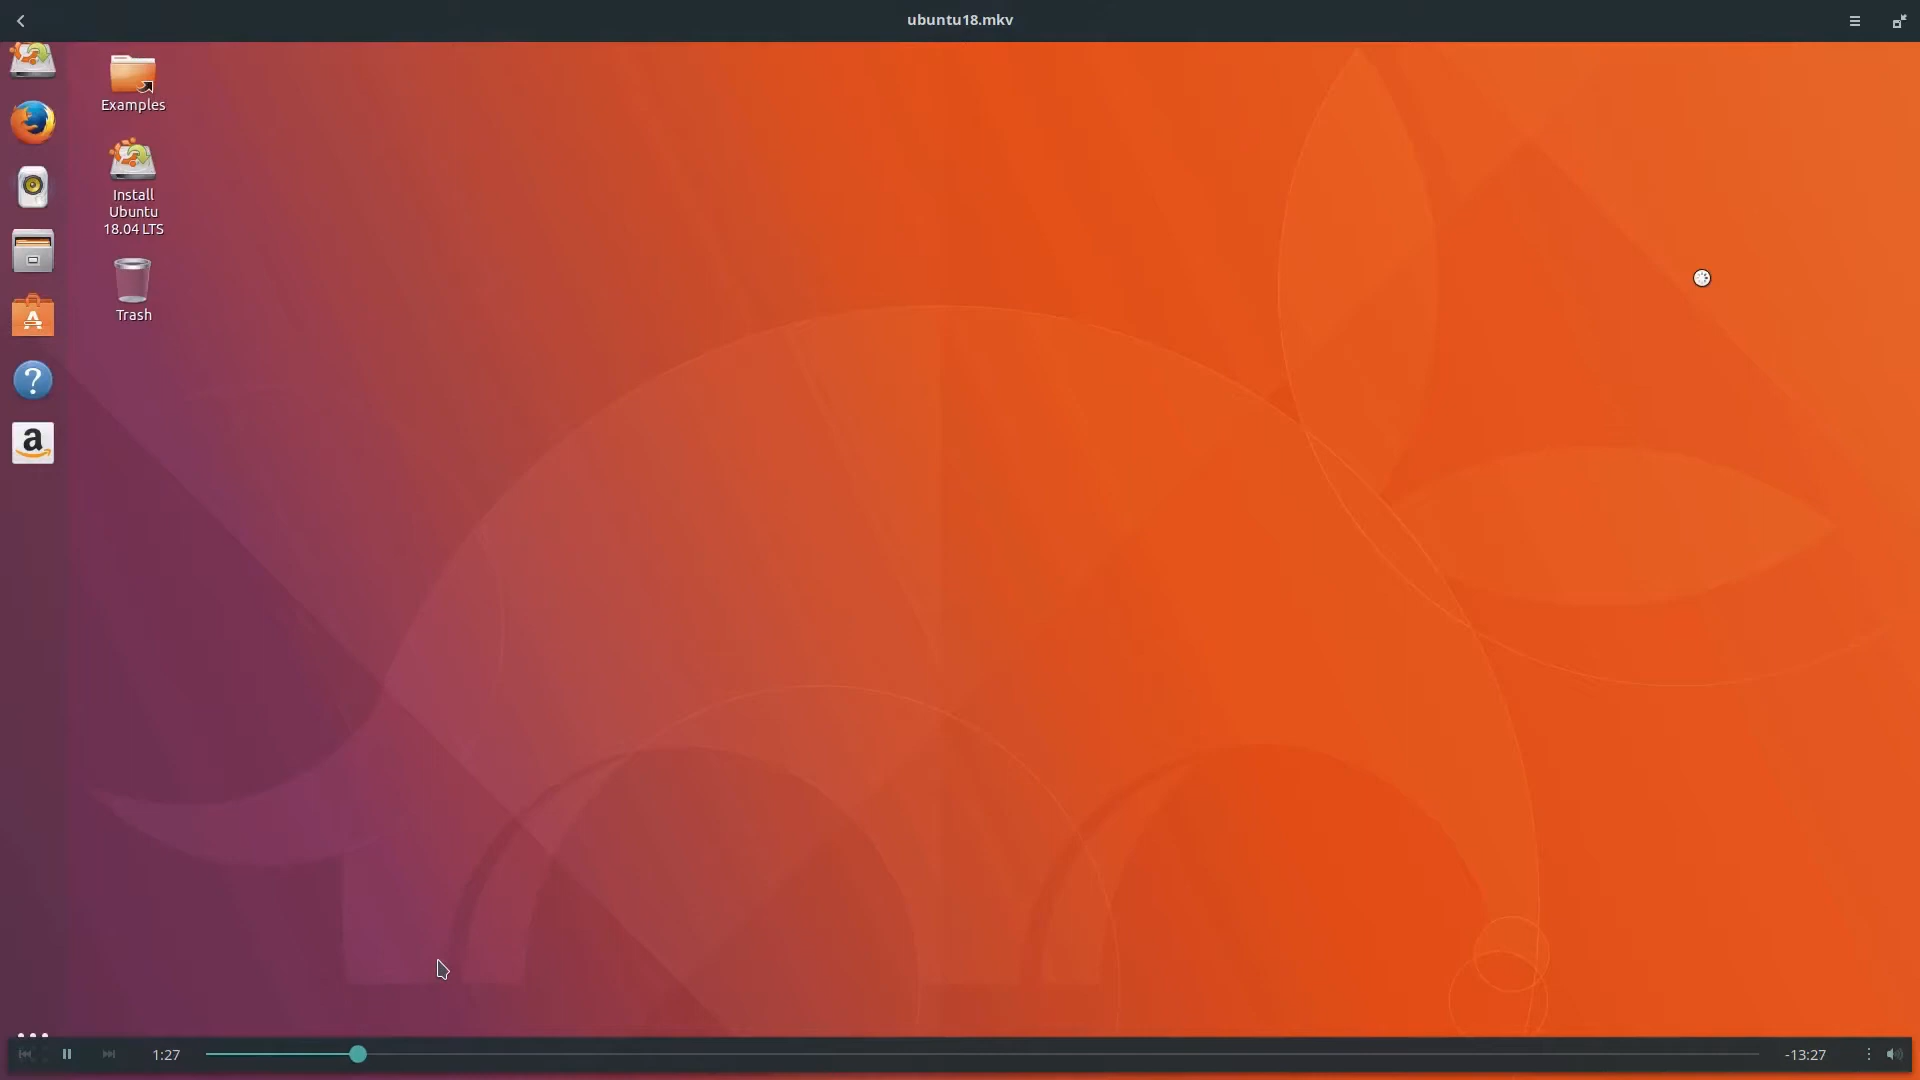 ubuntu18.mkv
Examples
Install
Ubuntu
18.04 LTS
Trash
A
?
a
1:27
-13:27